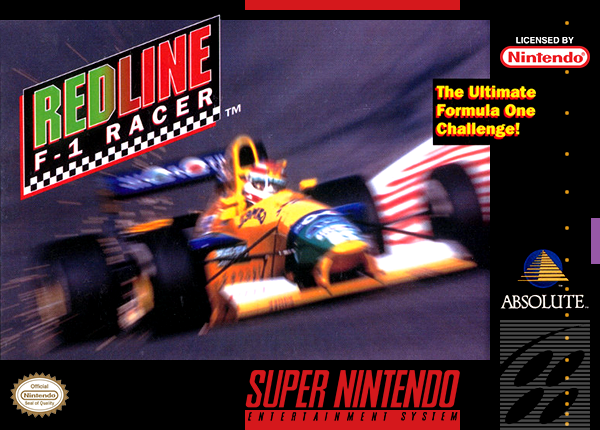 REDLINE
F-1 RACER
TM
LICENSED BY
Nintendo
The Ultimate
Formula One
Challenge!
ABSOLUTE
Official
Nintendo
Seal of Quality
SUPER NINTENDO
ENTERTAINMENT SYSTEM